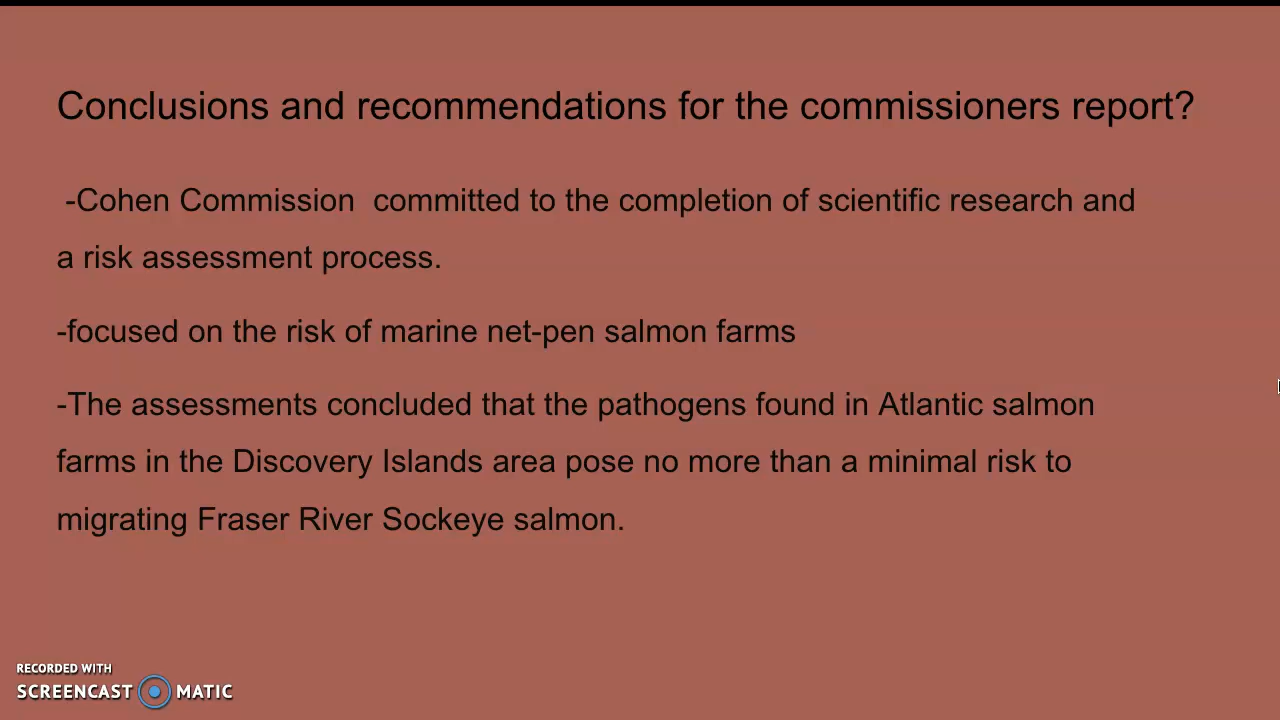 Conclusions and recommendations for the commissioners report?
-Cohen Commission  committed to the completion of scientific research and
a risk assessment process.
-focused on the risk of marine net-pen salmon farms
-The assessments concluded that the pathogens found in Atlantic salmon
farms in the Discovery Islands area pose no more than a minimal risk to
migrating Fraser River Sockeye salmon.
RECORDED WITH
SCREENCAST MATIC